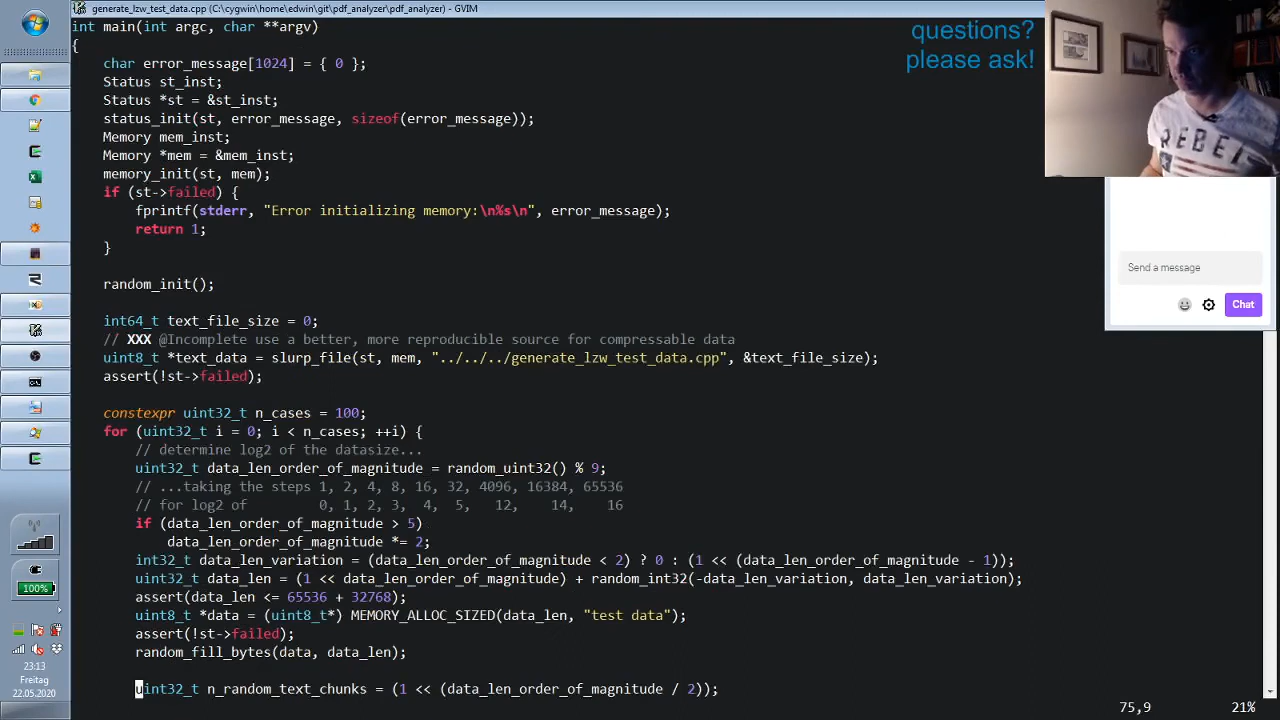 generate_lzw_test_data.cpp (C:\cygwin\home\edwin\git\pdf_analyzer\pdf_analyzer) - GVIM
int main(int argc, char **argv)
{
    char error_message[1024] = { 0 };
    Status st_inst;
    Status *st = &st_inst;
    status_init(st, error_message, sizeof(error_message));
    Memory mem_inst;
    Memory *mem = &mem_inst;
    memory_init(st, mem);
    if (st->failed) {
        fprintf(stderr, "Error initializing memory:\n%s\n", error_message);
        return 1;
    }
    random_init();
    int64_t text_file_size = 0;
    // XXX @Incomplete use a better, more reproducible source for compressable data
    uint8_t *text_data = slurp_file(st, mem, "../../../generate_lzw_test_data.cpp", &text_file_size);
    assert(!st->failed);
    constexpr uint32_t n_cases = 100;
    for (uint32_t i = 0; i < n_cases; ++i) {
        // determine log2 of the datasize...
        uint32_t data_len_order_of_magnitude = random_uint32() % 9;
        // ...taking the steps 1, 2, 4, 8, 16, 32, 4096, 16384, 65536
        // for log2 of         0, 1, 2, 3,  4,  5,   12,    14,    16
        if (data_len_order_of_magnitude > 5)
            data_len_order_of_magnitude *= 2;
        int32_t data_len_variation = (data_len_order_of_magnitude < 2) ? 0 : (1 << (data_len_order_of_magnitude - 1));
        uint32_t data_len = (1 << data_len_order_of_magnitude) + random_int32(-data_len_variation, data_len_variation);
        assert(data_len <= 65536 + 32768);
        uint8_t *data = (uint8_t*) MEMORY_ALLOC_SIZED(data_len, "test data");
        assert(!st->failed);
        random_fill_bytes(data, data_len);
        uint32_t n_random_text_chunks = (1 << (data_len_order_of_magnitude / 2));
75,9 21%
questions?
please ask!
REBEL
Send a message
Chat
100%
23:13
Freitag
22.05.2020